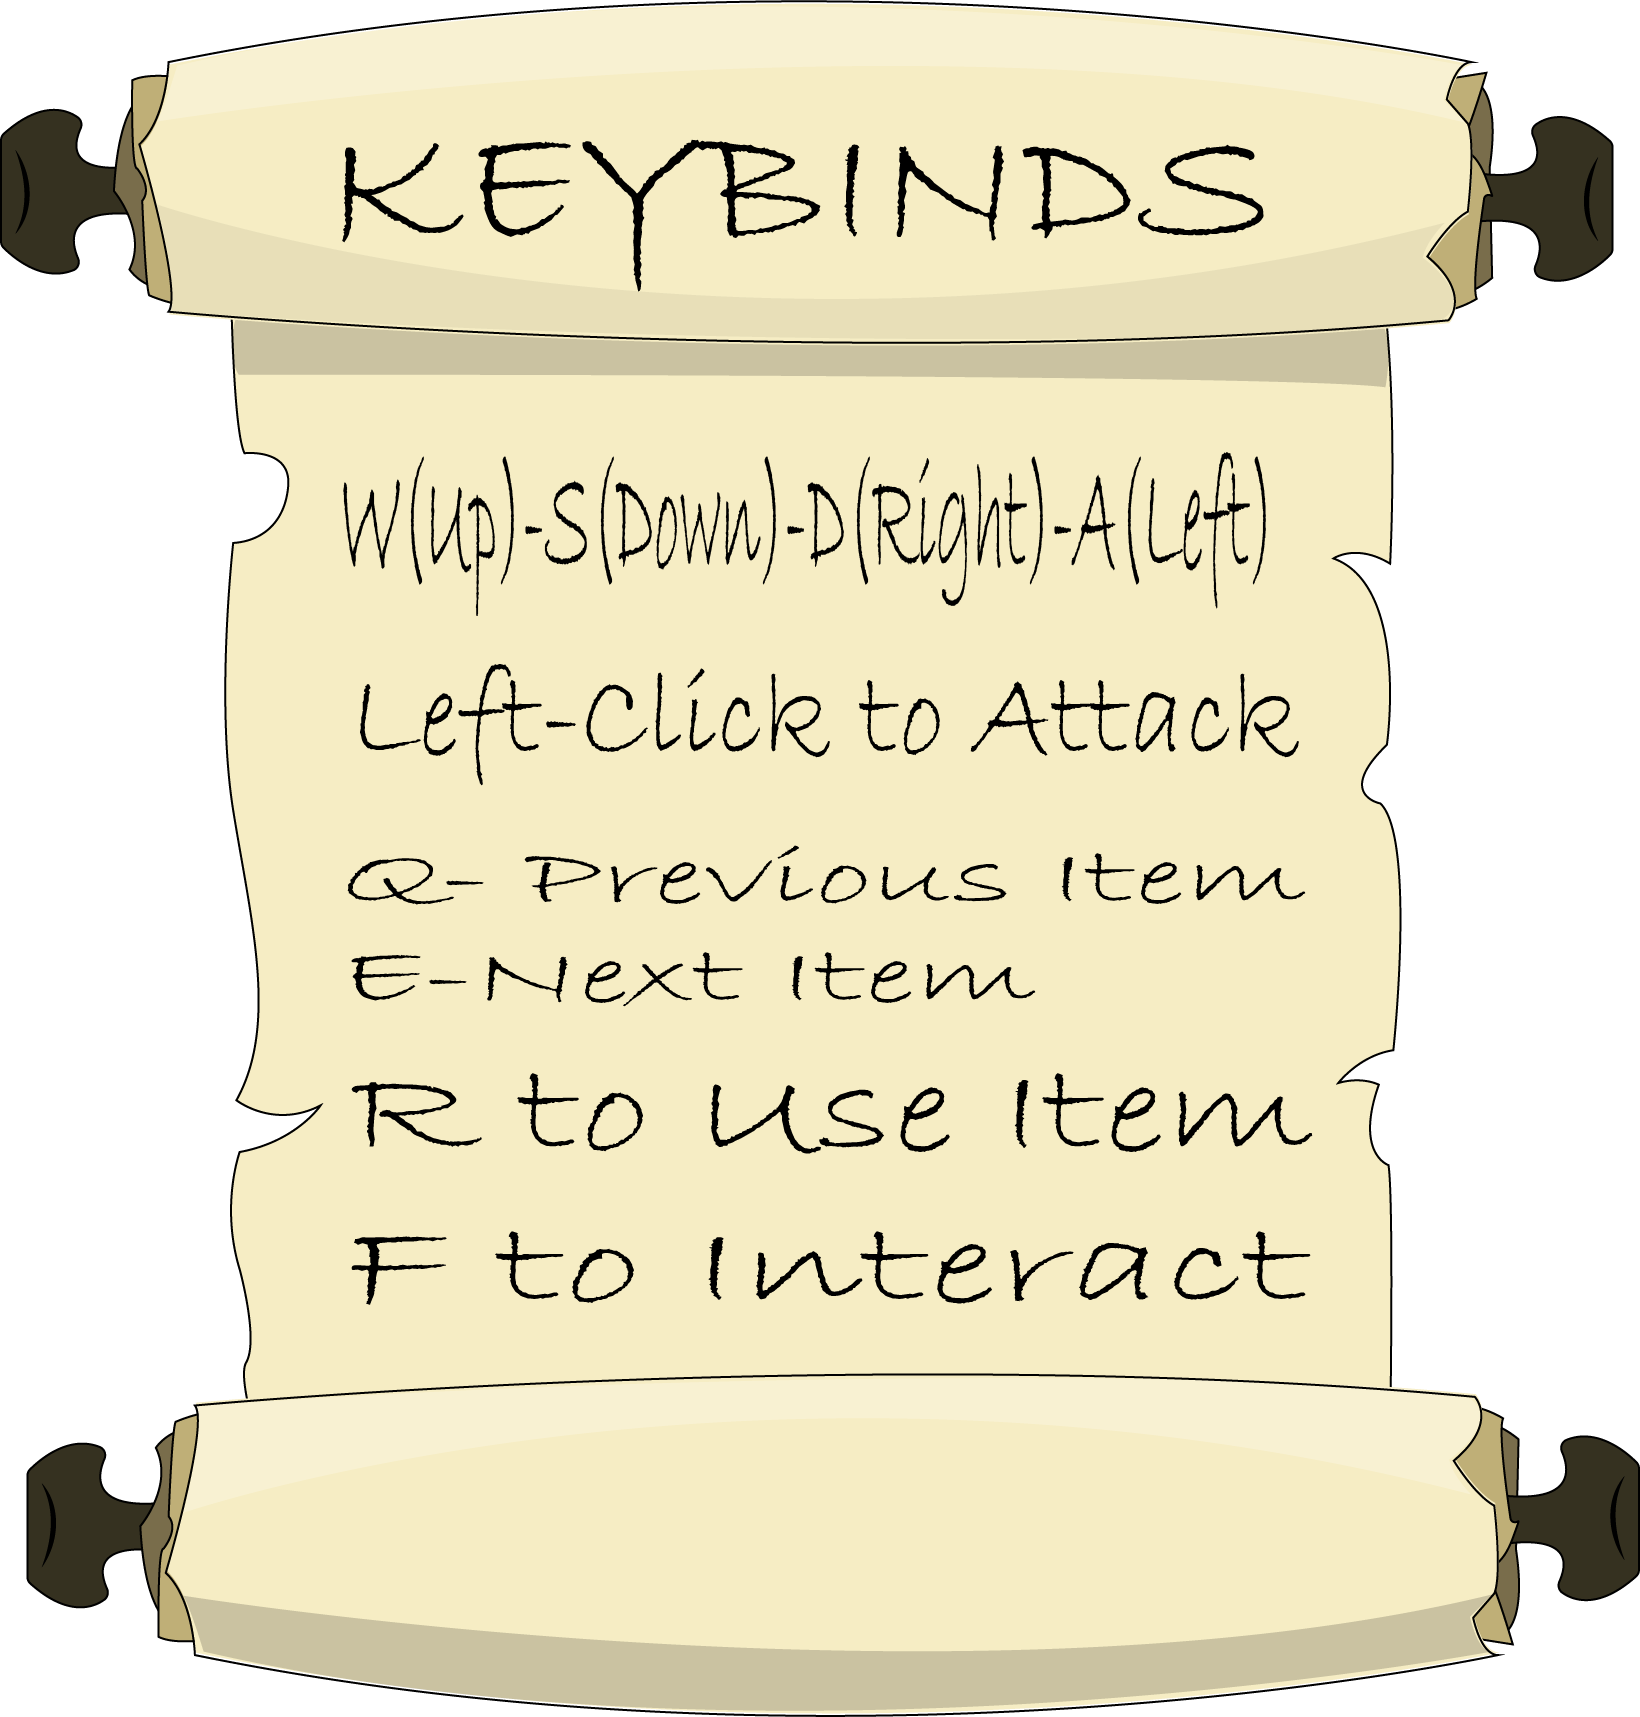 KEYBINDS
W(Up)-S(Down)-D(Right)-A(Left)
Left-Click to Attack
Q- Previous Item
E-Next Item
R to Use Item
F to Interact